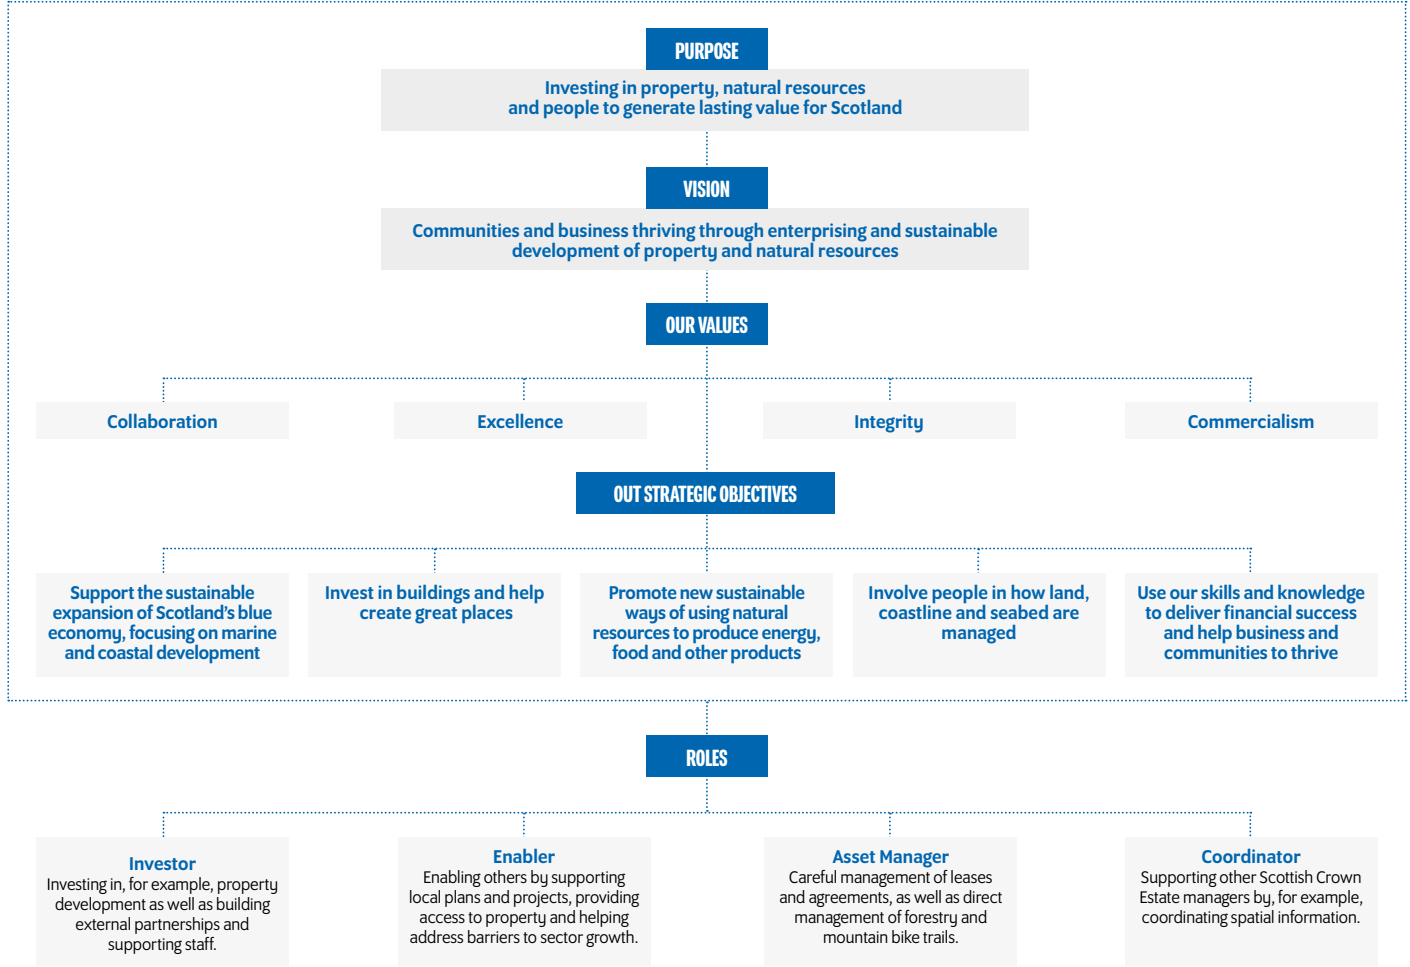 PURPOSE
Investing in property, natural resources
and people to generate lasting value for Scotland
VISION
Communities and business thriving through enterprising and sustainable
development of property and natural resources
OUR VALUES
Collaboration
Excellence
Integrity
Commercialism
OUT STRATEGIC OBJECTIVES
Support the sustainable
expansion of Scotland's blue
economy, focusing on marine
and coastal development
Invest in buildings and help
create great places
Promote new sustainable
ways of using natural
resources to produce energy,
food and other products
Involve people in how land,
coastline and seabed are
managed
Use our skills and knowledge
to deliver financial success
and help business and
communities to thrive
ROLES
Investor
Investing in, for example, property
development as well as building
external partnerships and
supporting staff.
Enabler
Enabling others by supporting
local plans and projects, providing
access to property and helping
address barriers to sector growth.
Asset Manager
Careful management of leases
and agreements, as well as direct
management of forestry and
mountain bike trails.
Coordinator
Supporting other Scottish Crown
Estate managers by, for example,
coordinating spatial information.